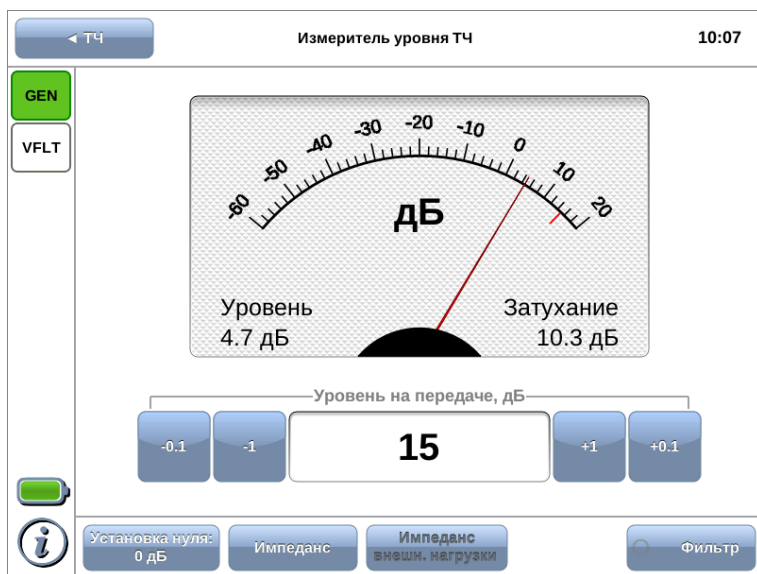 ◄ ТЧ
Измеритель уровня ТЧ
10:07
GEN
VFLT
-60
-50
-40
-30
-20
-10
0
10
20
дБ
Уровень
4.7 дБ
Затухание
10.3 дБ
Уровень на передаче, дБ
-0.1
-1
15
+1
+0.1
Установка нуля:
0 дБ
Импеданс
Импеданс
внешн. нагрузки
Фильтр
i